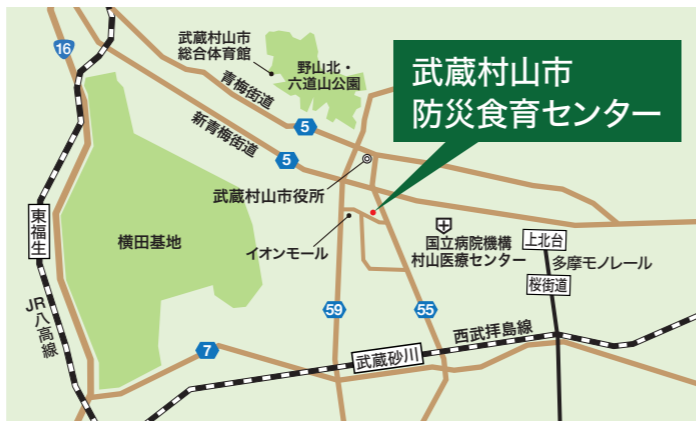 16
武蔵村山市
総合体育館
野山北・
六道山公園
武蔵村山市
防災食育センター
青梅街道
5
新青梅街道
5
武蔵村山市役所
イオンモール
国立病院機構
村山医療センター
上北台
多摩モノレール
桜街道
横田基地
東福生
JR八高線
59
55
7
西武拝島線
武蔵砂川